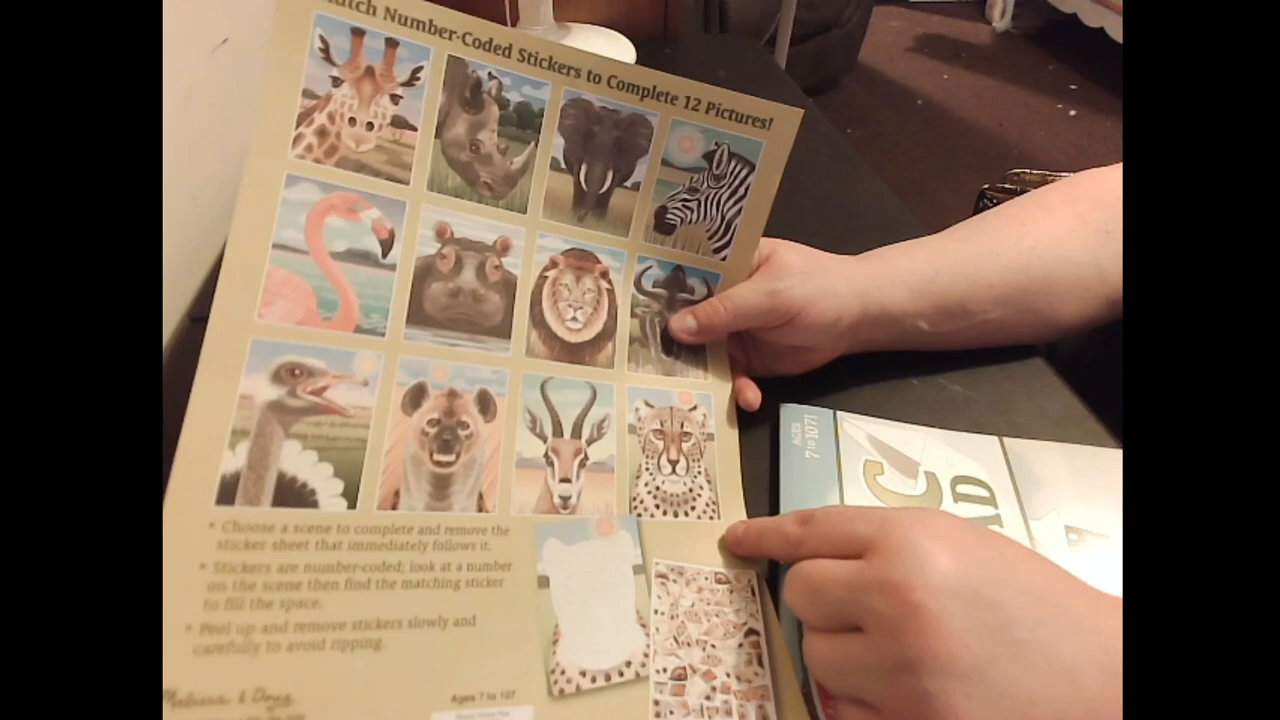 Match Number-Coded Stickers to Complete 12 Pictures!
• Choose a scene to complete and remove the
sticker sheet that immediately follows it.
• Stickers are number-coded; look at a number
on the scene then find the matching sticker
to fill the space.
• Peel up and remove stickers slowly and
carefully to avoid ripping.
Melissa & Doug
Ages 7 to 107
AGES
7 to 107!
C
AD